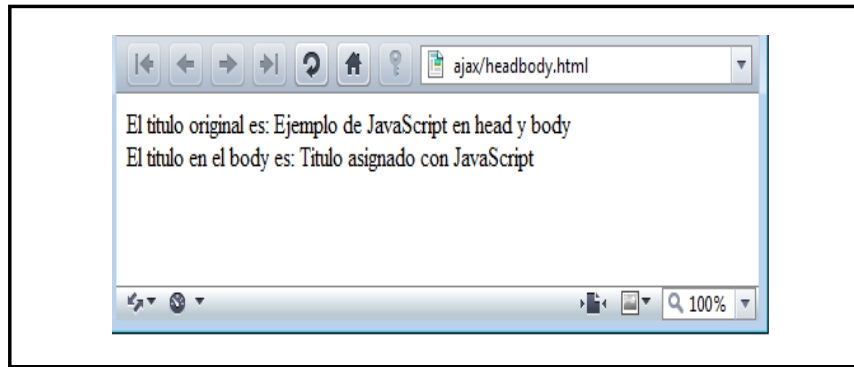 ajax/headbody.html
El titulo original es: Ejemplo de JavaScript en head y body
El titulo en el body es: Titulo asignado con JavaScript
100%